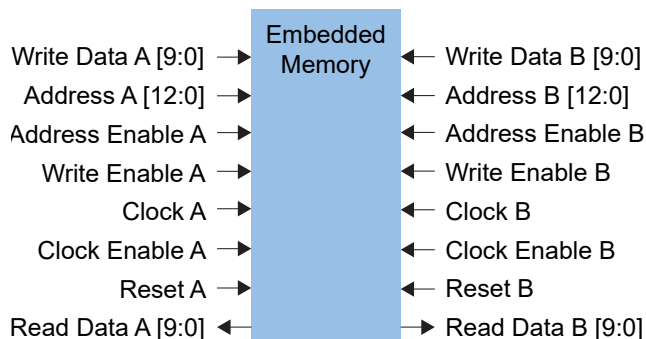 Embedded
Memory
Write Data A [9:0]
Address A [12:0]
Address Enable A
Write Enable A
Clock A
Clock Enable A
Reset A
Read Data A [9:0]
Write Data B [9:0]
Address B [12:0]
Address Enable B
Write Enable B
Clock B
Clock Enable B
Reset B
Read Data B [9:0]